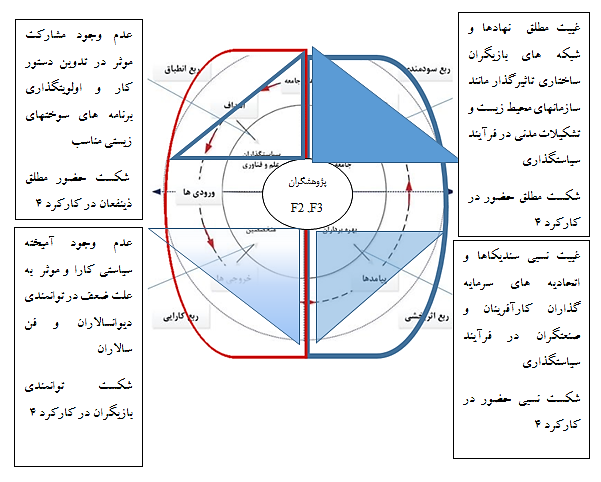 غیبت مطلق نهادها و
شبکه های بازیگران
ساختاری تاثیرگذار مانند
سازمانهای محیط زیست و
تشکیلات مدنی در فرآیند
سیاستگذاری
شکست مطلق حضور در
کارکرد ۴
عدم وجود مشارکت
موثر در تدوین دستور
کار و اولویتگذاری
برنامه های سوختهای
زیستی مناسب
شکست حضور مطلق
ذینفعان در کارکرد ۴
ربع سودمندی
ربع انطباق
جامعه
اهداف
سیاستگذاران
علم و فناوری
ورودی ها
پژوهشگران
F2 ,F3
بهره برداران
متخصصین
پیامدها
خروجی ها
ربع اثربخشی
ربع کارایی
غیبت نسبی سندیکاها و
اتحادیه های سرمایه
گذاران کارآفرینان و
صنعتگران در فرآیند
سیاستگذاری
شکست نسبی حضور در
کارکرد ۴
عدم وجود آمیخته
سیاستی کارا و موثر به
علت ضعف در توانمندی
دیوانسالاران و فن
سالاران
شکست توانمندی
بازیگران در کارکرد ۴